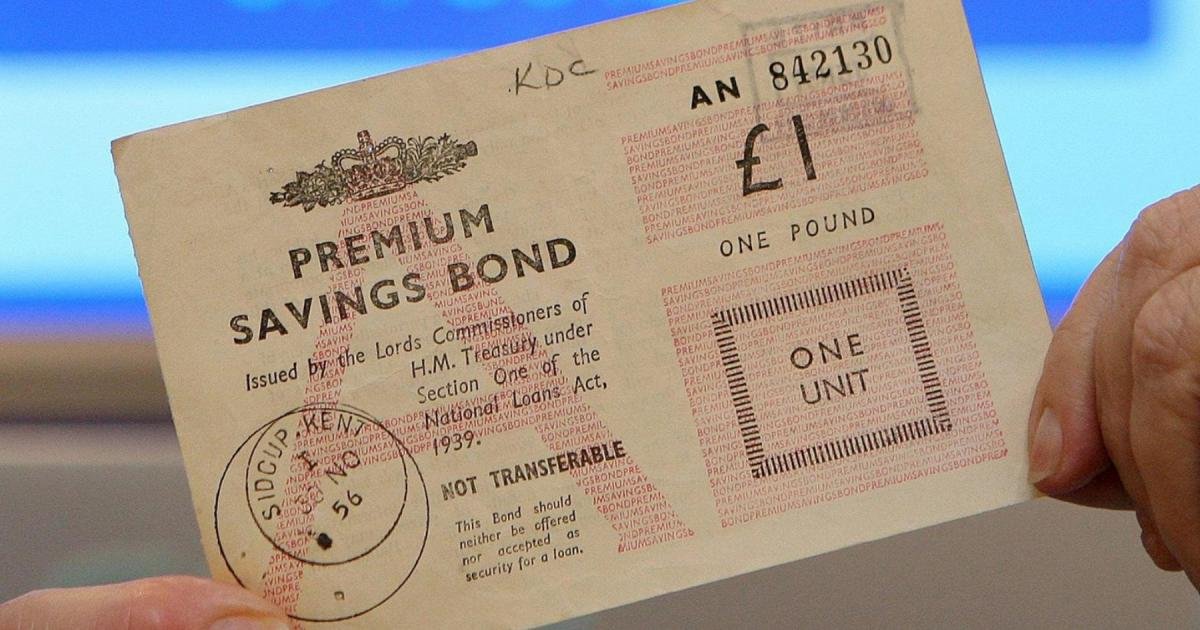 KDC
AN 842130
£1
ONE POUND
ONE
UNIT
PREMIUM
SAVINGS BOND
Issued by the Lords Commissioners of
H.M. Treasury under
Section One of the
National Loans Act,
1939.
NOT TRANSFERABLE
This Bond should
neither be offered
nor accepted as
security for a loan.
SIDCUP . KENT
1
NO
56